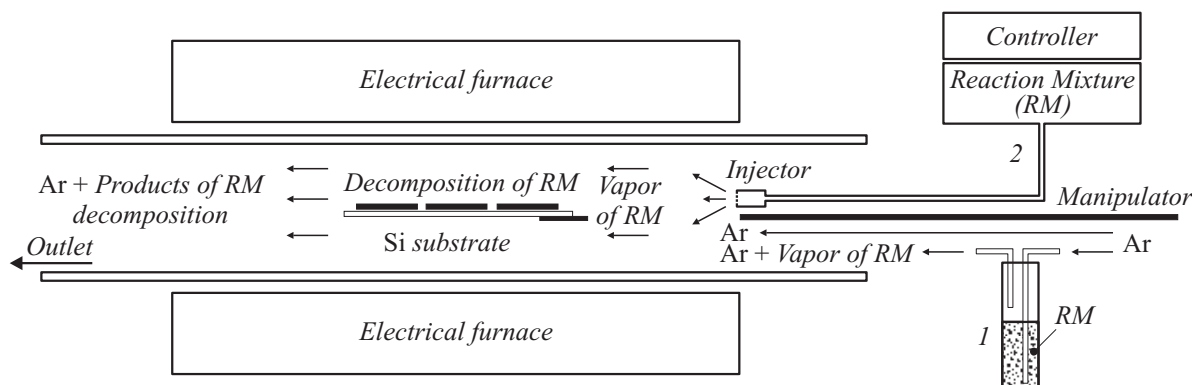 Controller
Electrical furnace
Reaction Mixture
(RM)
2
Injector
Ar + Products of RM
decomposition
Decomposition of RM
Vapor
of RM
Manipulator
Si substrate
Ar
Ar
Ar + Vapor of RM
Outlet
Electrical furnace
1
RM